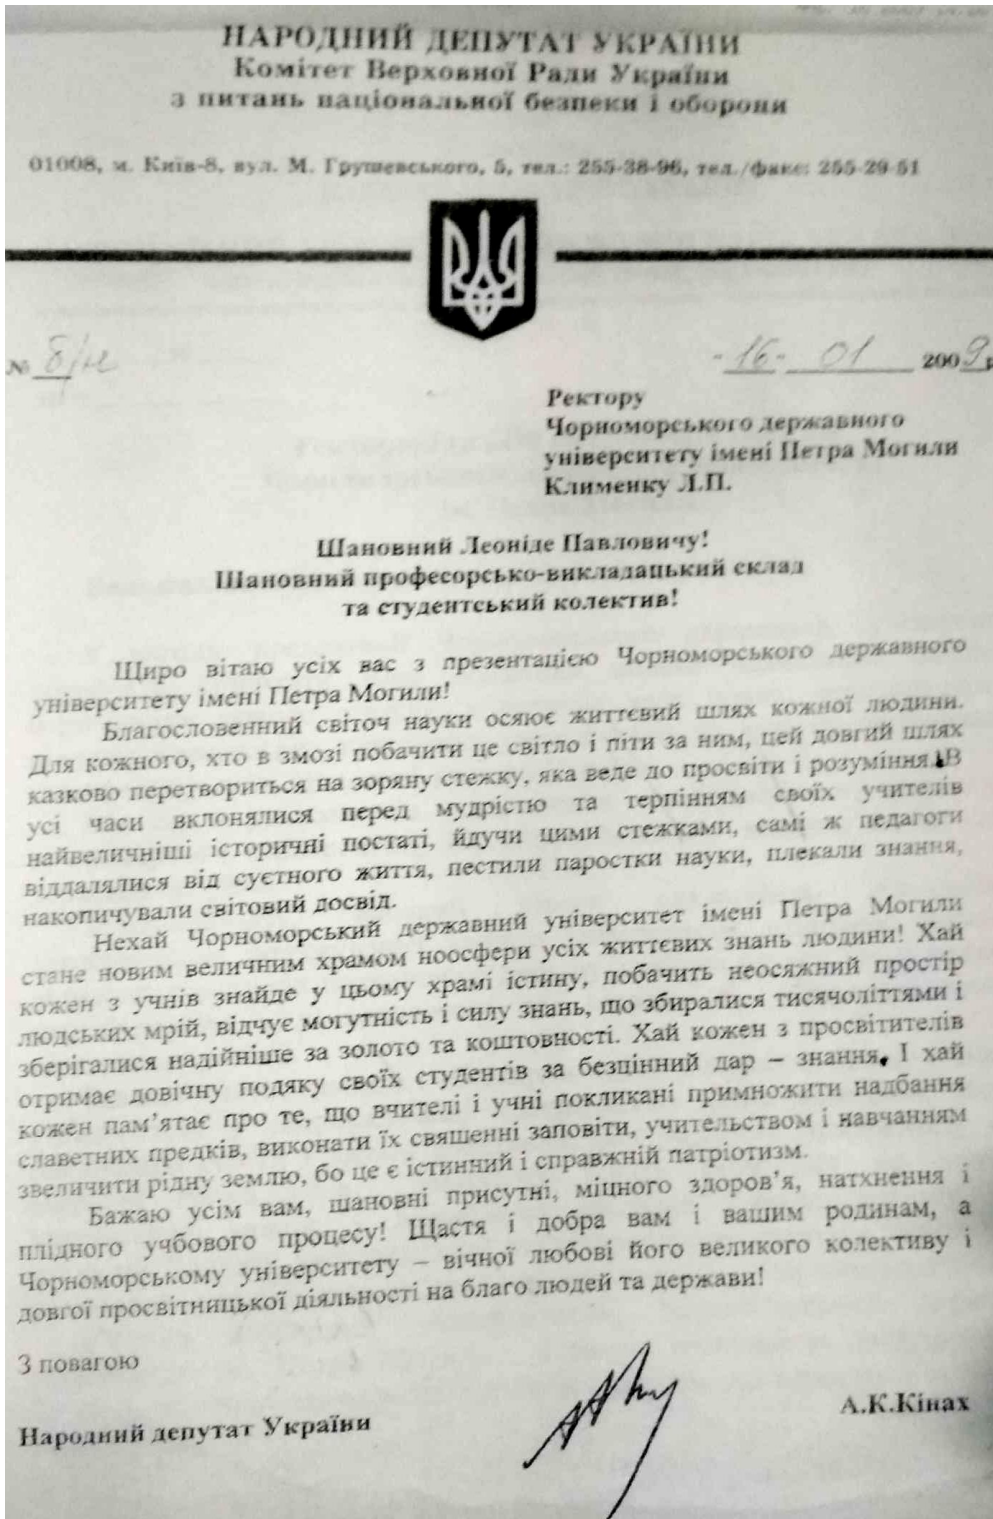 НАРОДНИЙ ДЕПУТАТ УКРАЇНИ
Комітет Верховної Ради України
з питань національної безпеки і оборони
01008, м. Київ-8, вул. М. Грушевського, 5, тел.: 255-38-96, тел./факс: 255-29-51
№ б/н
-16- 01 2009р
Ректору
Чорноморського державного
університету імені Петра Могили
Клименку Л.П.
Шановний Леоніде Павловичу!
Шановний професорсько-викладацький склад
та студентський колектив!
Щиро вітаю усіх вас з презентацією Чорноморського державного
університету імені Петра Могили!
Благословенний світоч науки осяює життєвий шлях кожної людини.
Для кожного, хто в змозі побачити це світло і піти за ним, цей довгий шлях
казково перетвориться на зоряну стежку, яка веде до просвіти і розуміння. В
усі часи вклонялися перед мудрістю та терпінням своїх учителів
найвеличніші історичні постаті, йдучи цими стежками, самі ж педагоги
віддалялися від суєтного життя, пестили паростки науки, плекали знання,
накопичували світовий досвід.
Нехай Чорноморський державний університет імені Петра Могили
стане новим величним храмом ноосфери усіх життєвих знань людини! Хай
кожен з учнів знайде у цьому храмі істину, побачить неосяжний простір
людських мрій, відчує могутність і силу знань, що збиралися тисячоліттями і
зберігалися надійніше за золото та коштовності. Хай кожен з просвітителів
отримає довічну подяку своїх студентів за безцінний дар – знання. І хай
кожен пам’ятає про те, що вчителі і учні покликані примножити надбання
славетних предків, виконати їх священні заповіти, учительством і навчанням
звеличити рідну землю, бо це є істинний і справжній патріотизм.
Бажаю усім вам, шановні присутні, міцного здоров’я, натхнення і
плідного учбового процесу! Щастя і добра вам і вашим родинам, а
Чорноморському університету – вічної любові його великого колективу і
довгої просвітницької діяльності на благо людей та держави!
З повагою
Народний депутат України
А.К.Кінах